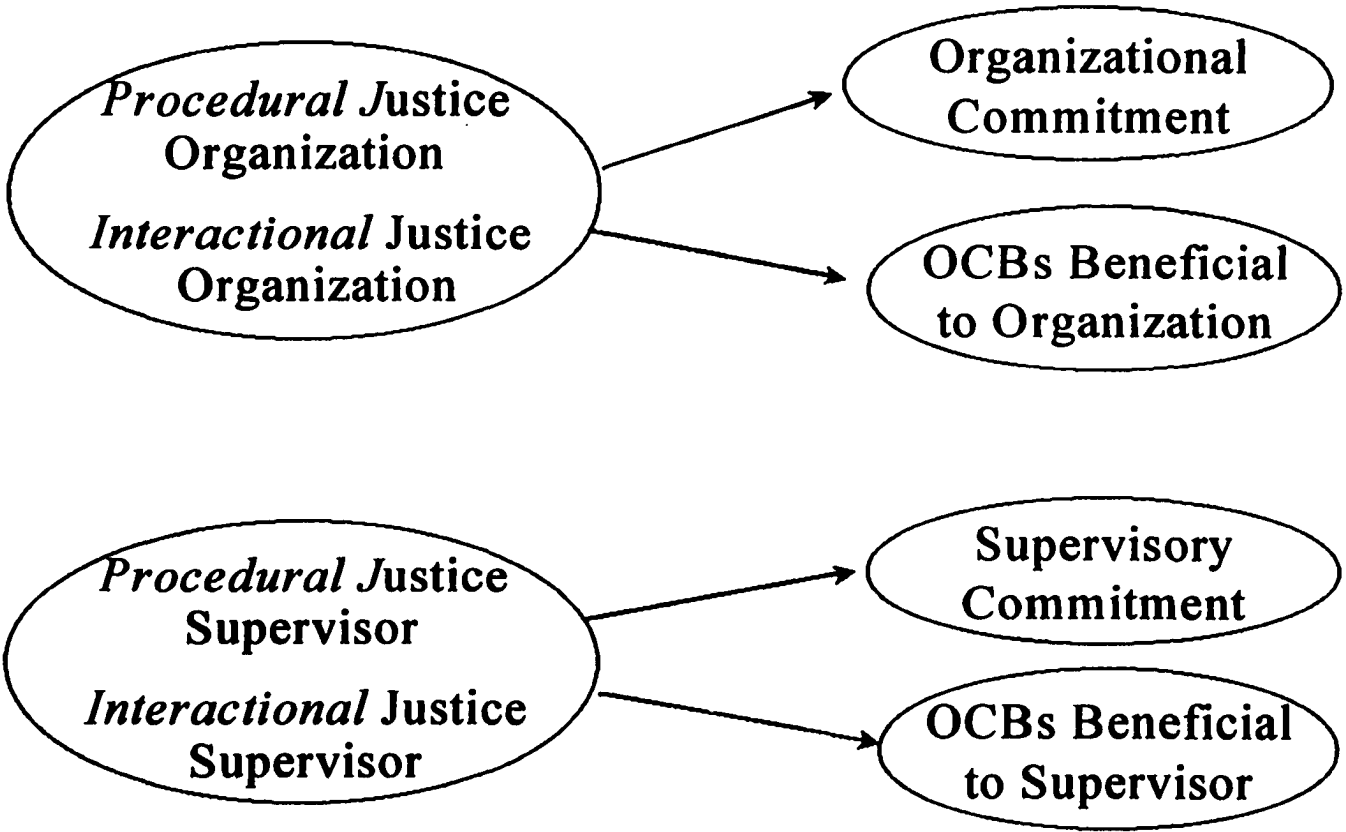 Procedural Justice
Organization
Interactional Justice
Organization
Organizational
Commitment
OCBs Beneficial
to Organization
Procedural Justice
Supervisor
Interactional Justice
Supervisor
Supervisory
Commitment
OCBs Beneficial
to Supervisor